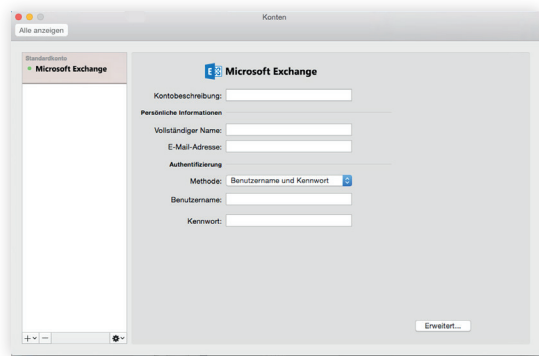 Konten
Alle anzeigen
Standardkonto
Microsoft Exchange
E Microsoft Exchange
Kontobeschreibung:
Persönliche Informationen
Vollständiger Name:
E-Mail-Adresse:
Authentifizierung
Methode: Benutzername und Kennwort
Benutzername:
Kennwort:
Erweitert...